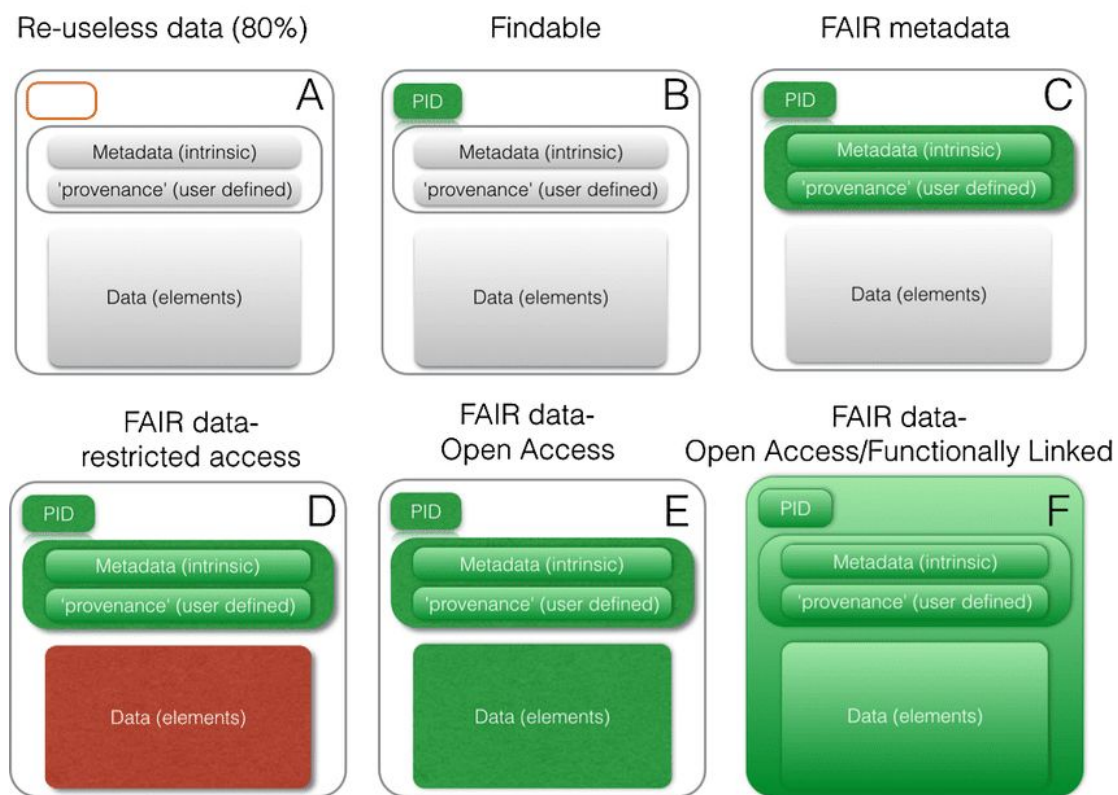 Re-useless data (80%)
Findable
FAIR metadata
A
Metadata (intrinsic)
'provenance' (user defined)
Data (elements)
PID
B
Metadata (intrinsic)
'provenance' (user defined)
Data (elements)
PID
C
Metadata (intrinsic)
'provenance' (user defined)
Data (elements)
FAIR data-
restricted access
FAIR data-
Open Access
FAIR data-
Open Access/Functionally Linked
PID
D
Metadata (intrinsic)
'provenance' (user defined)
Data (elements)
PID
E
Metadata (intrinsic)
'provenance' (user defined)
Data (elements)
PID
F
Metadata (intrinsic)
'provenance' (user defined)
Data (elements)